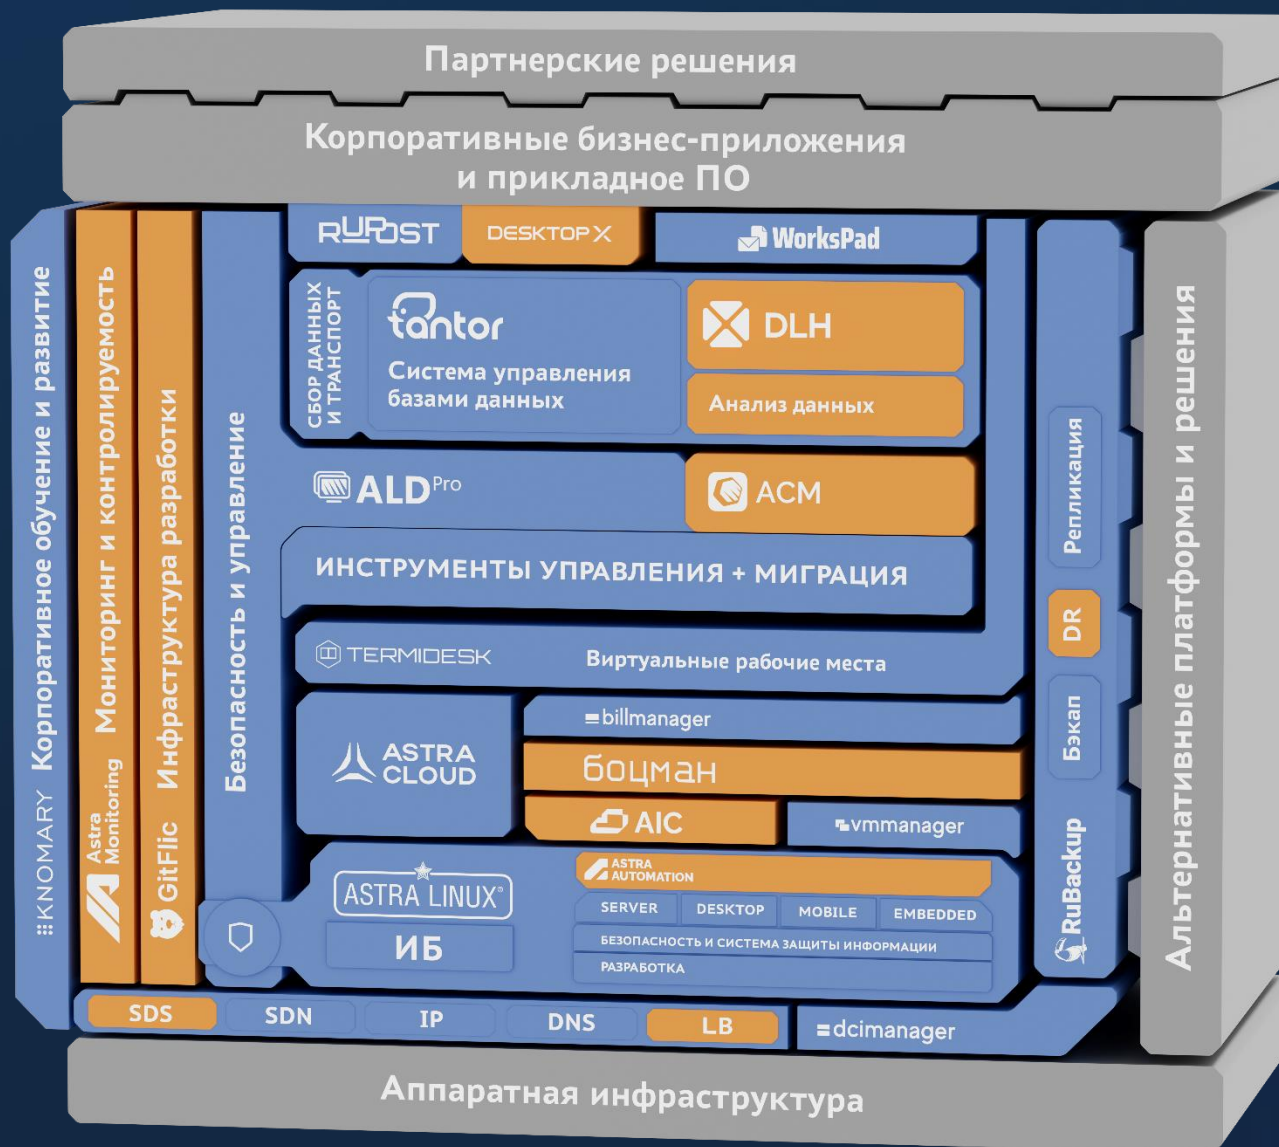 Партнерские решения
Корпоративные бизнес-приложения
и прикладное ПО
KNOMARY Корпоративное обучение и развитие
Astra
Monitoring
Мониторинг и контролируемость
GitFlic Инфраструктура разработки
Безопасность и управление
RUPOST
DESKTOP X
WorksPad
СБОР ДАННЫХ
И ТРАНСПОРТ
tantor
Система управления
базами данных
DLH
Анализ данных
ALD Pro
ACM
ИНСТРУМЕНТЫ УПРАВЛЕНИЯ + МИГРАЦИЯ
TERMIDESK
Виртуальные рабочие места
ASTRA
CLOUD
billmanager
боцман
AIC
vmmanager
ASTRA LINUX®
ИБ
ASTRA
AUTOMATION
SERVER
DESKTOP
MOBILE
EMBEDDED
БЕЗОПАСНОСТЬ И СИСТЕМА ЗАЩИТЫ ИНФОРМАЦИИ
РАЗРАБОТКА
Репликация
DR
Бэкап
RuBackup
Альтернативные платформы и решения
SDS
SDN
IP
DNS
LB
dcimanager
Аппаратная инфраструктура